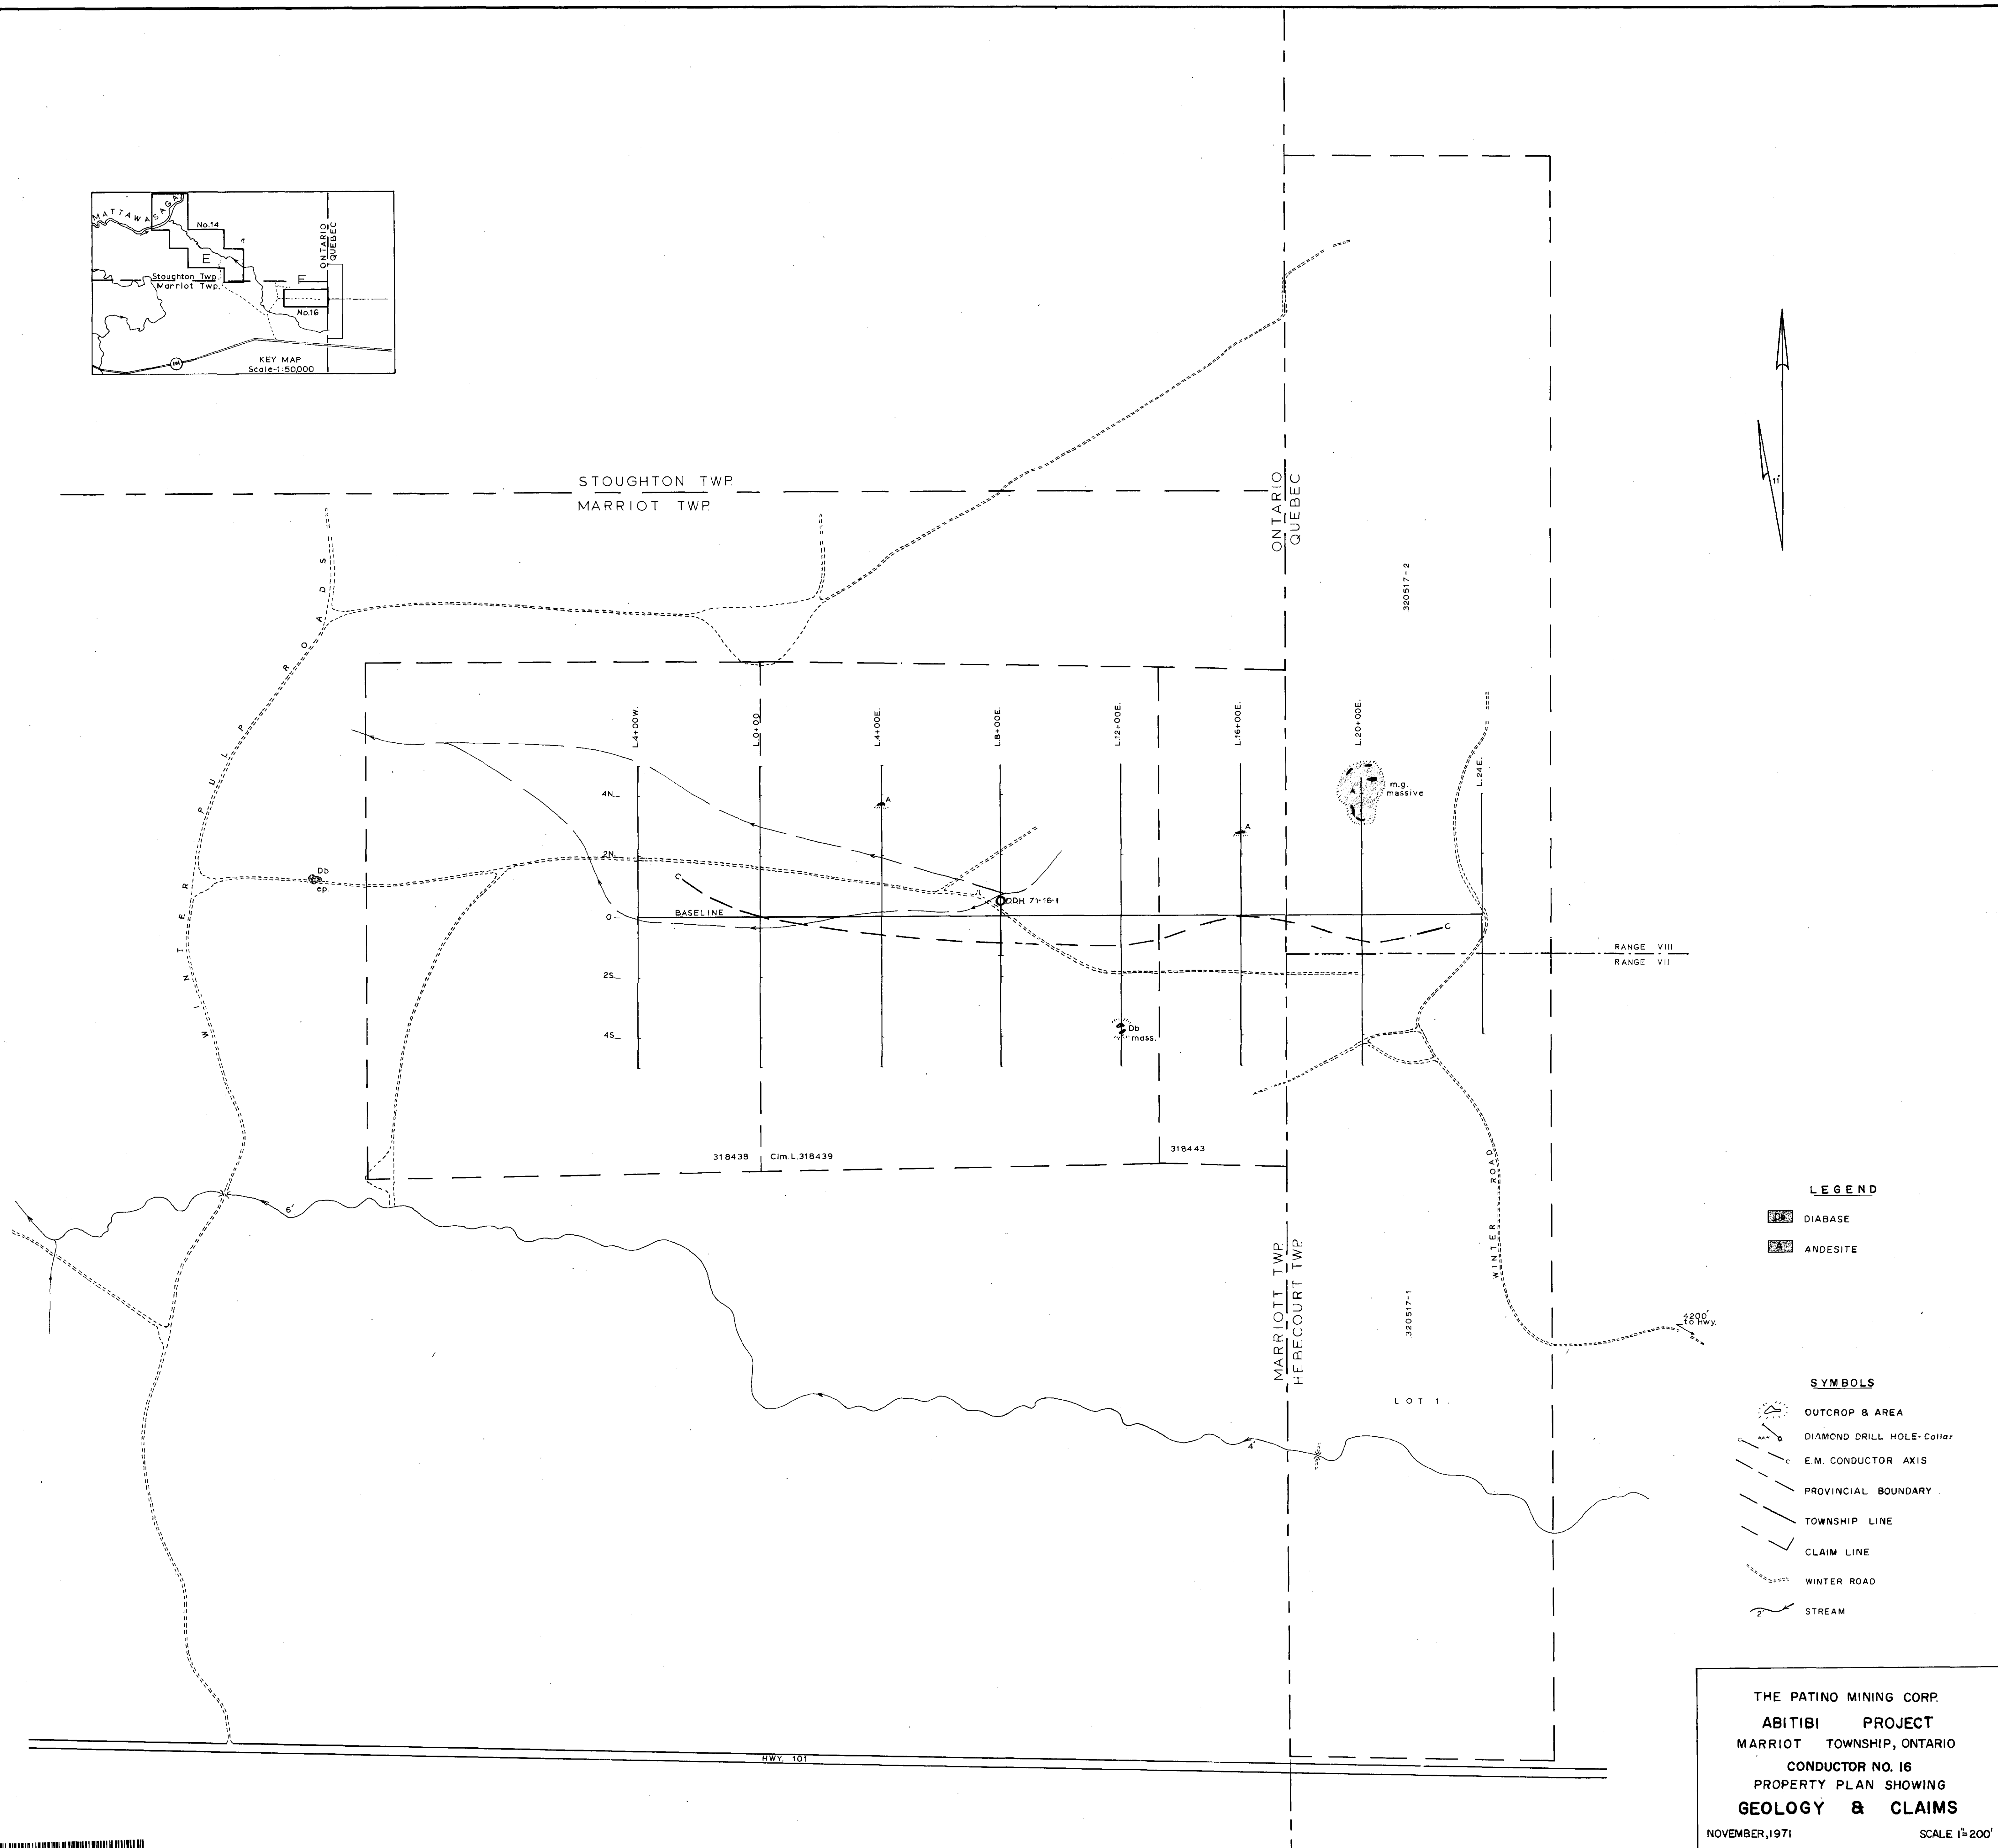 MATTAWASAGA
No.14
E
Stoughton Twp.
Marriot Twp.
E
No.16
ONTARIO
QUEBEC
101
KEY MAP
Scale-1:50,000
STOUGHTON TWP.
MARRIOT TWP.
ONTARIO
QUEBEC
11°
320517-2
WINTER PULP ROADS
L.4+00W.
L.0+00
L.4+00E.
L.8+00E.
L.12+00E.
L.16+00E.
L.20+00E.
L.24E.
4N
A
A
A
m.g.
massive
2N
Db
ep.
C
0
BASELINE
DDH 71-16-1
C
RANGE VIII
RANGE VII
2S
4S
Db
mass.
318438
Clm.L.318439
318443
6'
WINTER ROAD
MARRIOTT TWP.
HEBECOURT TWP.
320517-1
4200'
to Hwy.
LOT 1
4'
HWY. 101
LEGEND
Db DIABASE
A ANDESITE
SYMBOLS
OUTCROP & AREA
DIAMOND DRILL HOLE-Collar
C
C E.M. CONDUCTOR AXIS
PROVINCIAL BOUNDARY
TOWNSHIP LINE
CLAIM LINE
WINTER ROAD
2' STREAM
THE PATINO MINING CORP.
ABITIBI PROJECT
MARRIOT TOWNSHIP, ONTARIO
CONDUCTOR NO. 16
PROPERTY PLAN SHOWING
GEOLOGY & CLAIMS
NOVEMBER, 1971
SCALE 1"=200'